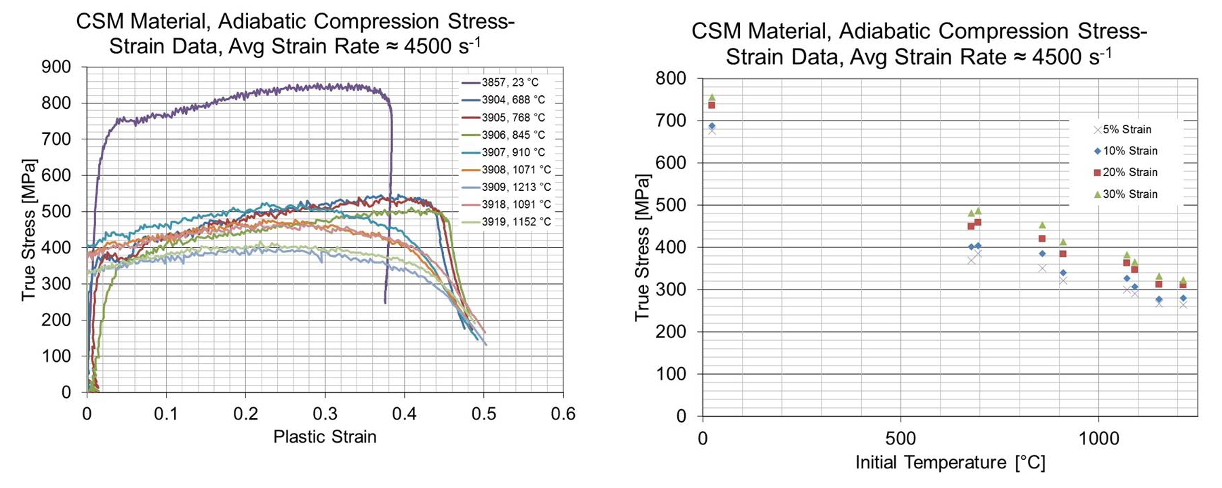 CSM Material, Adiabatic Compression Stress-
Strain Data, Avg Strain Rate ≈ 4500 s-1
900
800
700
600
500
400
300
200
100
0
True Stress [MPa]
3857, 23 °C
3904, 688 °C
3905, 768 °C
3906, 845 °C
3907, 910 °C
3908, 1071 °C
3909, 1213 °C
3918, 1091 °C
3919, 1152 °C
0 0.1 0.2 0.3 0.4 0.5 0.6
Plastic Strain
CSM Material, Adiabatic Compression Stress-
Strain Data, Avg Strain Rate ≈ 4500 s-1
800
700
600
500
400
300
200
100
0
True Stress [MPa]
5% Strain
10% Strain
20% Strain
30% Strain
0 500 1000
Initial Temperature [°C]